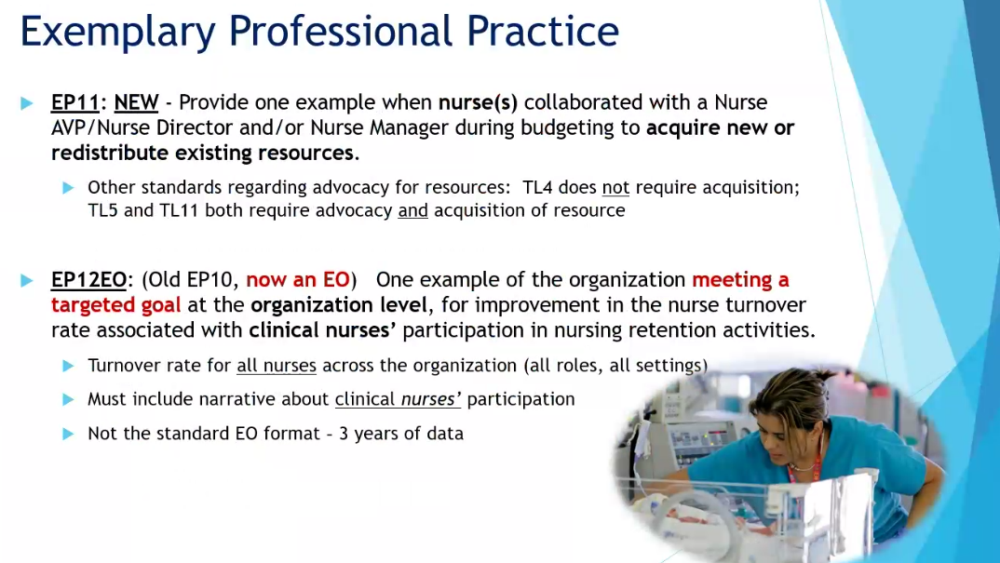 Exemplary Professional Practice
EP11: NEW - Provide one example when nurse(s) collaborated with a Nurse
AVP/Nurse Director and/or Nurse Manager during budgeting to acquire new or
redistribute existing resources.
Other standards regarding advocacy for resources: TL4 does not require acquisition;
TL5 and TL11 both require advocacy and acquisition of resource
EP12EO: (Old EP10, now an EO) One example of the organization meeting a
targeted goal at the organization level, for improvement in the nurse turnover
rate associated with clinical nurses’ participation in nursing retention activities.
Turnover rate for all nurses across the organization (all roles, all settings)
Must include narrative about clinical nurses’ participation
Not the standard EO format – 3 years of data